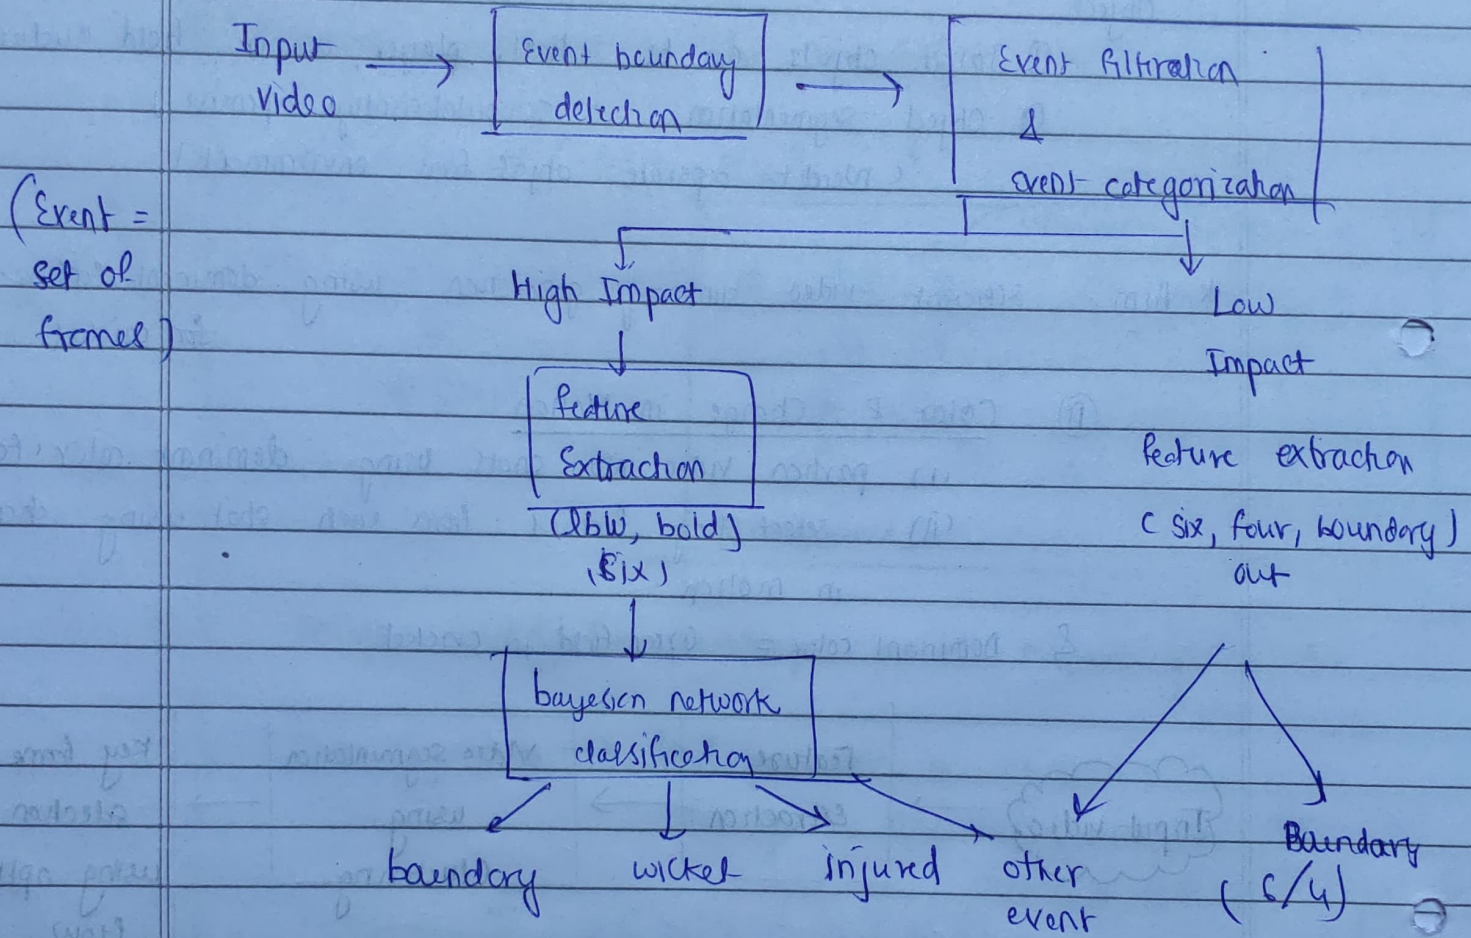 Input
video
Event boundary
detection
Event filtration
&
event categorization
(Event =
set of
frames)
High Impact
Low
Impact
feature
Extraction
(lbw, bold)
, six)
feature extraction
(six, four, boundary)
out
bayesian network
classification
boundary
wicket
injured
other
event
Boundary
(6/4)